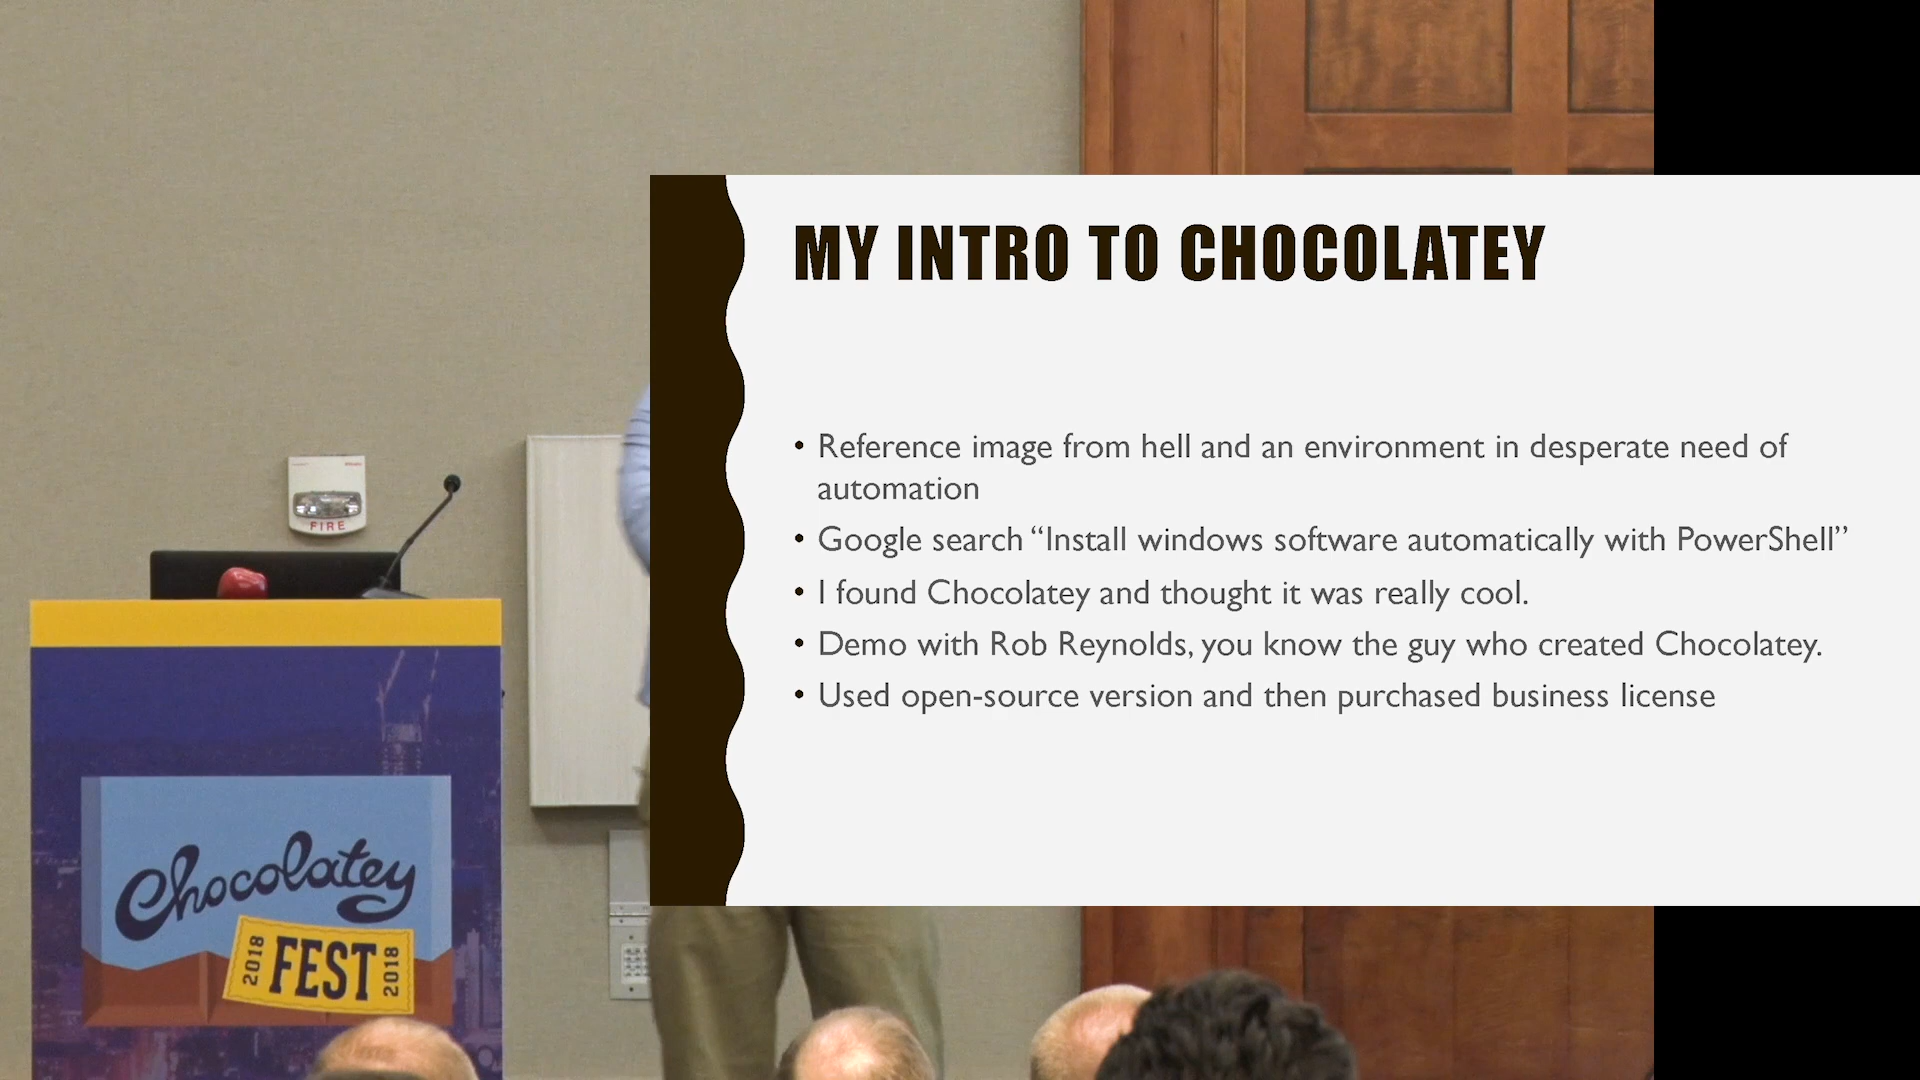 MY INTRO TO CHOCOLATEY
• Reference image from hell and an environment in desperate need of
automation
• Google search “Install windows software automatically with PowerShell”
• I found Chocolatey and thought it was really cool.
• Demo with Rob Reynolds, you know the guy who created Chocolatey.
• Used open-source version and then purchased business license
FIRE
Chocolatey
2018 FEST 2018